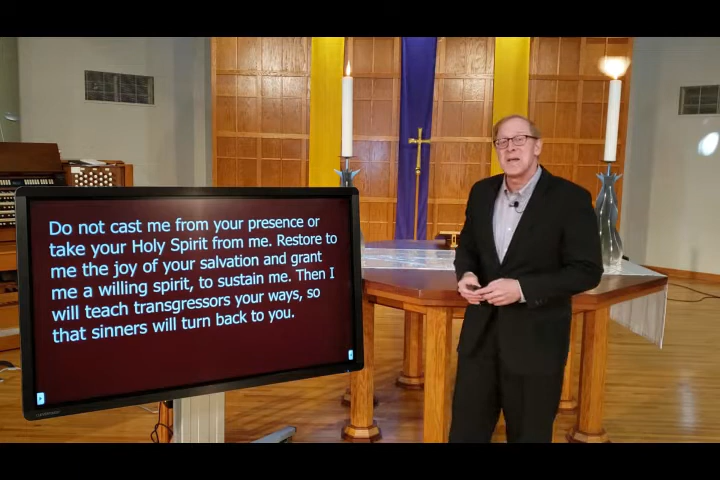 Do not cast me from your presence or
take your Holy Spirit from me. Restore to
me the joy of your salvation and grant
me a willing spirit, to sustain me. Then I
will teach transgressors your ways, so
that sinners will turn back to you.